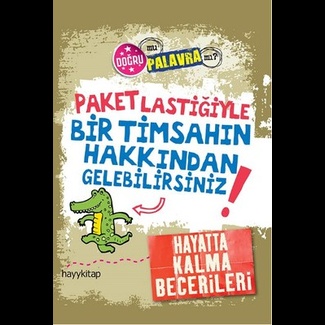 DOĞRU mu
PALAVRA mı?
PAKET LASTİĞİYLE
BİR TİMSAHIN
HAKKINDAN
GELEBİLİRSİNİZ!
HAYATTA
KALMA
BECERİLERİ
hayykitap